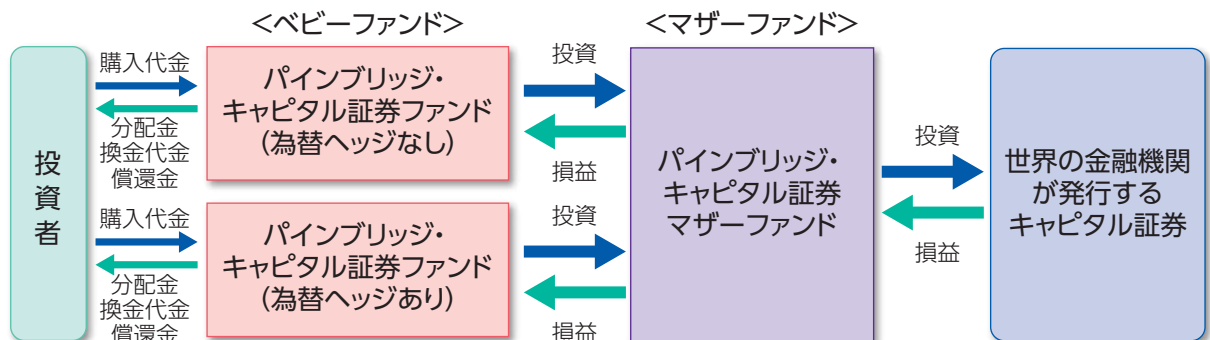 ＜ベビーファンド＞
＜マザーファンド＞
投資者
購入代金
分配金
換金代金
償還金
パインブリッジ・
キャピタル証券ファンド
（為替ヘッジなし）
投資
損益
購入代金
分配金
換金代金
償還金
パインブリッジ・
キャピタル証券ファンド
（為替ヘッジあり）
投資
損益
パインブリッジ・
キャピタル証券
マザーファンド
投資
損益
世界の金融機関
が発行する
キャピタル証券